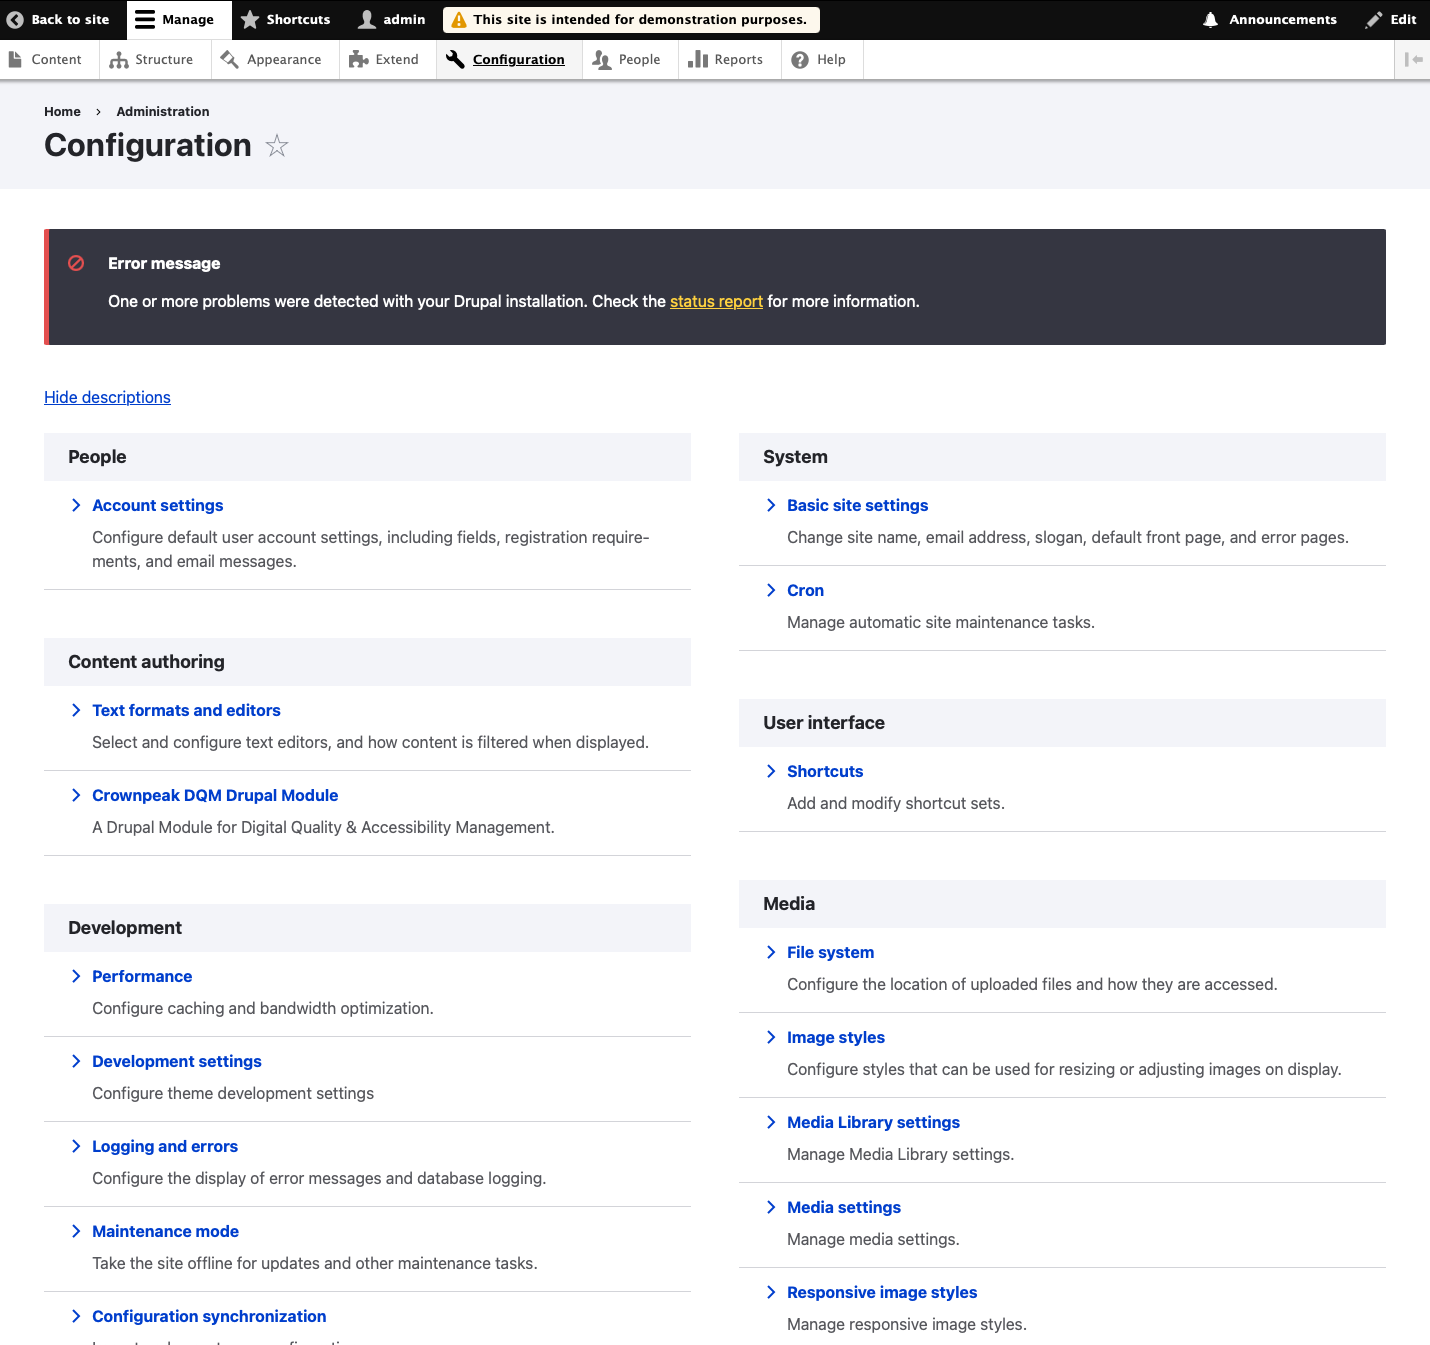 Back to site Manage Shortcuts admin This site is intended for demonstration purposes. Announcements Edit
Content Structure Appearance Extend Configuration People Reports Help
Home › Administration
Configuration
Error message
One or more problems were detected with your Drupal installation. Check the status report for more information.
Hide descriptions
People
Account settings
Configure default user account settings, including fields, registration require-
ments, and email messages.
Content authoring
Text formats and editors
Select and configure text editors, and how content is filtered when displayed.
Crownpeak DQM Drupal Module
A Drupal Module for Digital Quality & Accessibility Management.
Development
Performance
Configure caching and bandwidth optimization.
Development settings
Configure theme development settings
Logging and errors
Configure the display of error messages and database logging.
Maintenance mode
Take the site offline for updates and other maintenance tasks.
Configuration synchronization
System
Basic site settings
Change site name, email address, slogan, default front page, and error pages.
Cron
Manage automatic site maintenance tasks.
User interface
Shortcuts
Add and modify shortcut sets.
Media
File system
Configure the location of uploaded files and how they are accessed.
Image styles
Configure styles that can be used for resizing or adjusting images on display.
Media Library settings
Manage Media Library settings.
Media settings
Manage media settings.
Responsive image styles
Manage responsive image styles.